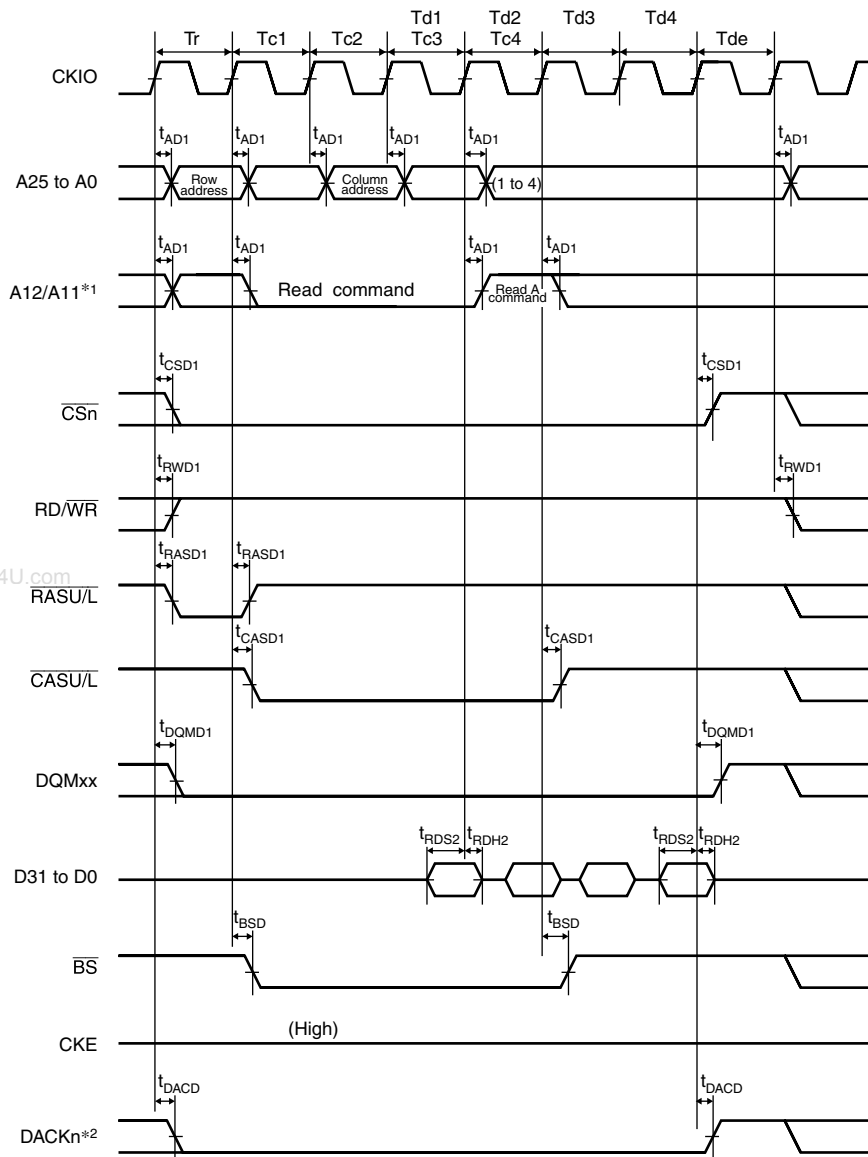 Td1 Td2 Td3 Td4
Tr Tc1 Tc2 Tc3 Tc4 Tde
CKIO
tAD1 tAD1 tAD1 tAD1 tAD1 tAD1
A25 to A0 Row address Column address (1 to 4)
tAD1 tAD1 tAD1 tAD1
A12/A11*1 Read command Read A command
tCSD1 tCSD1
CSn
tRWD1 tRWD1
RD/WR
tRASD1 tRASD1
4U.com
RASU/L
tCASD1 tCASD1
CASU/L
tDQMD1 tDQMD1
DQMxx
tRDS2 tRDH2 tRDS2 tRDH2
D31 to D0
tBSD tBSD
BS
(High)
CKE
tDACD tDACD
DACKn*2